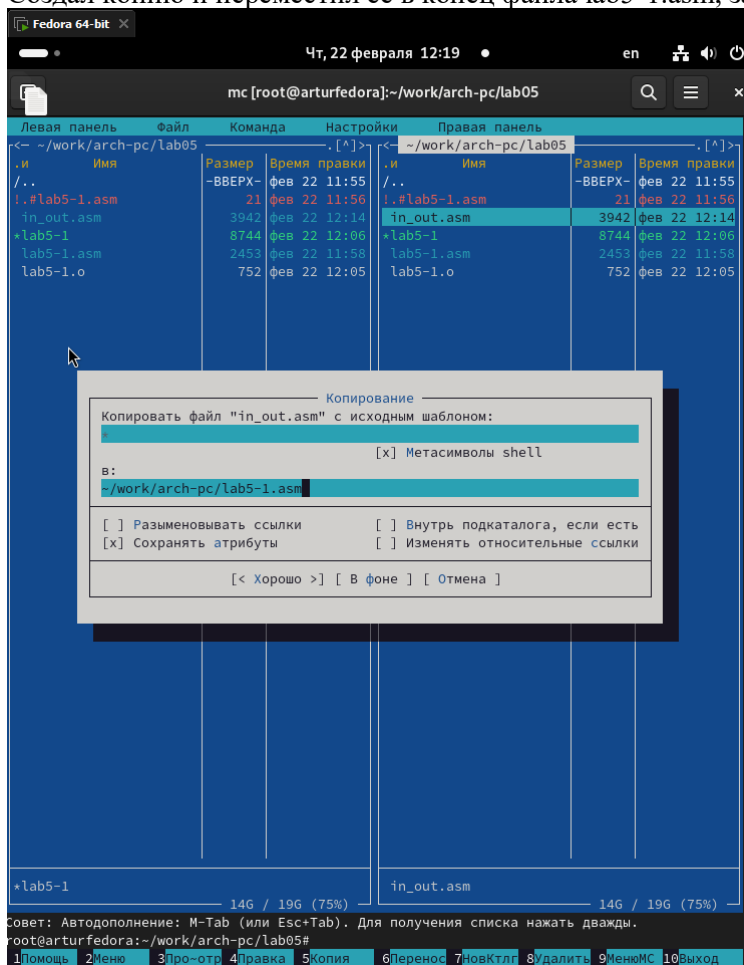 Создал копию и переместил ее в конец файла lab5-1.asm, за
Fedora 64-bit
Чт, 22 февраля 12:19 en
mc [root@arturfedora]:~/work/arch-pc/lab05
Левая панель Файл Команда Настройки Правая панель
<− ~/work/arch-pc/lab05 .[^]> <− ~/work/arch-pc/lab05 .[^]>
.и Имя Размер Время правки .и Имя Размер Время правки
/.. -ВВЕРХ- фев 22 11:55 /.. -ВВЕРХ- фев 22 11:55
!.#lab5-1.asm 21 фев 22 11:56 !.#lab5-1.asm 21 фев 22 11:56
in_out.asm 3942 фев 22 12:14 in_out.asm 3942 фев 22 12:14
*lab5-1 8744 фев 22 12:06 *lab5-1 8744 фев 22 12:06
lab5-1.asm 2453 фев 22 11:58 lab5-1.asm 2453 фев 22 11:58
lab5-1.o 752 фев 22 12:05 lab5-1.o 752 фев 22 12:05
Копирование
Копировать файл "in_out.asm" с исходным шаблоном:
*
[x] Метасимволы shell
в:
~/work/arch-pc/lab5-1.asm
[ ] Разыменовывать ссылки [ ] Внутрь подкаталога, если есть
[x] Сохранять атрибуты [ ] Изменять относительные ссылки
[< Хорошо >] [ В фоне ] [ Отмена ]
*lab5-1 in_out.asm
14G / 19G (75%) 14G / 19G (75%)
Совет: Автодополнение: M-Tab (или Esc+Tab). Для получения списка нажать дважды.
root@arturfedora:~/work/arch-pc/lab05#
1Помощь 2Меню 3Про~отр 4Правка 5Копия 6Перенос 7НовКтлг 8Удалить 9МенюMC 10Выход